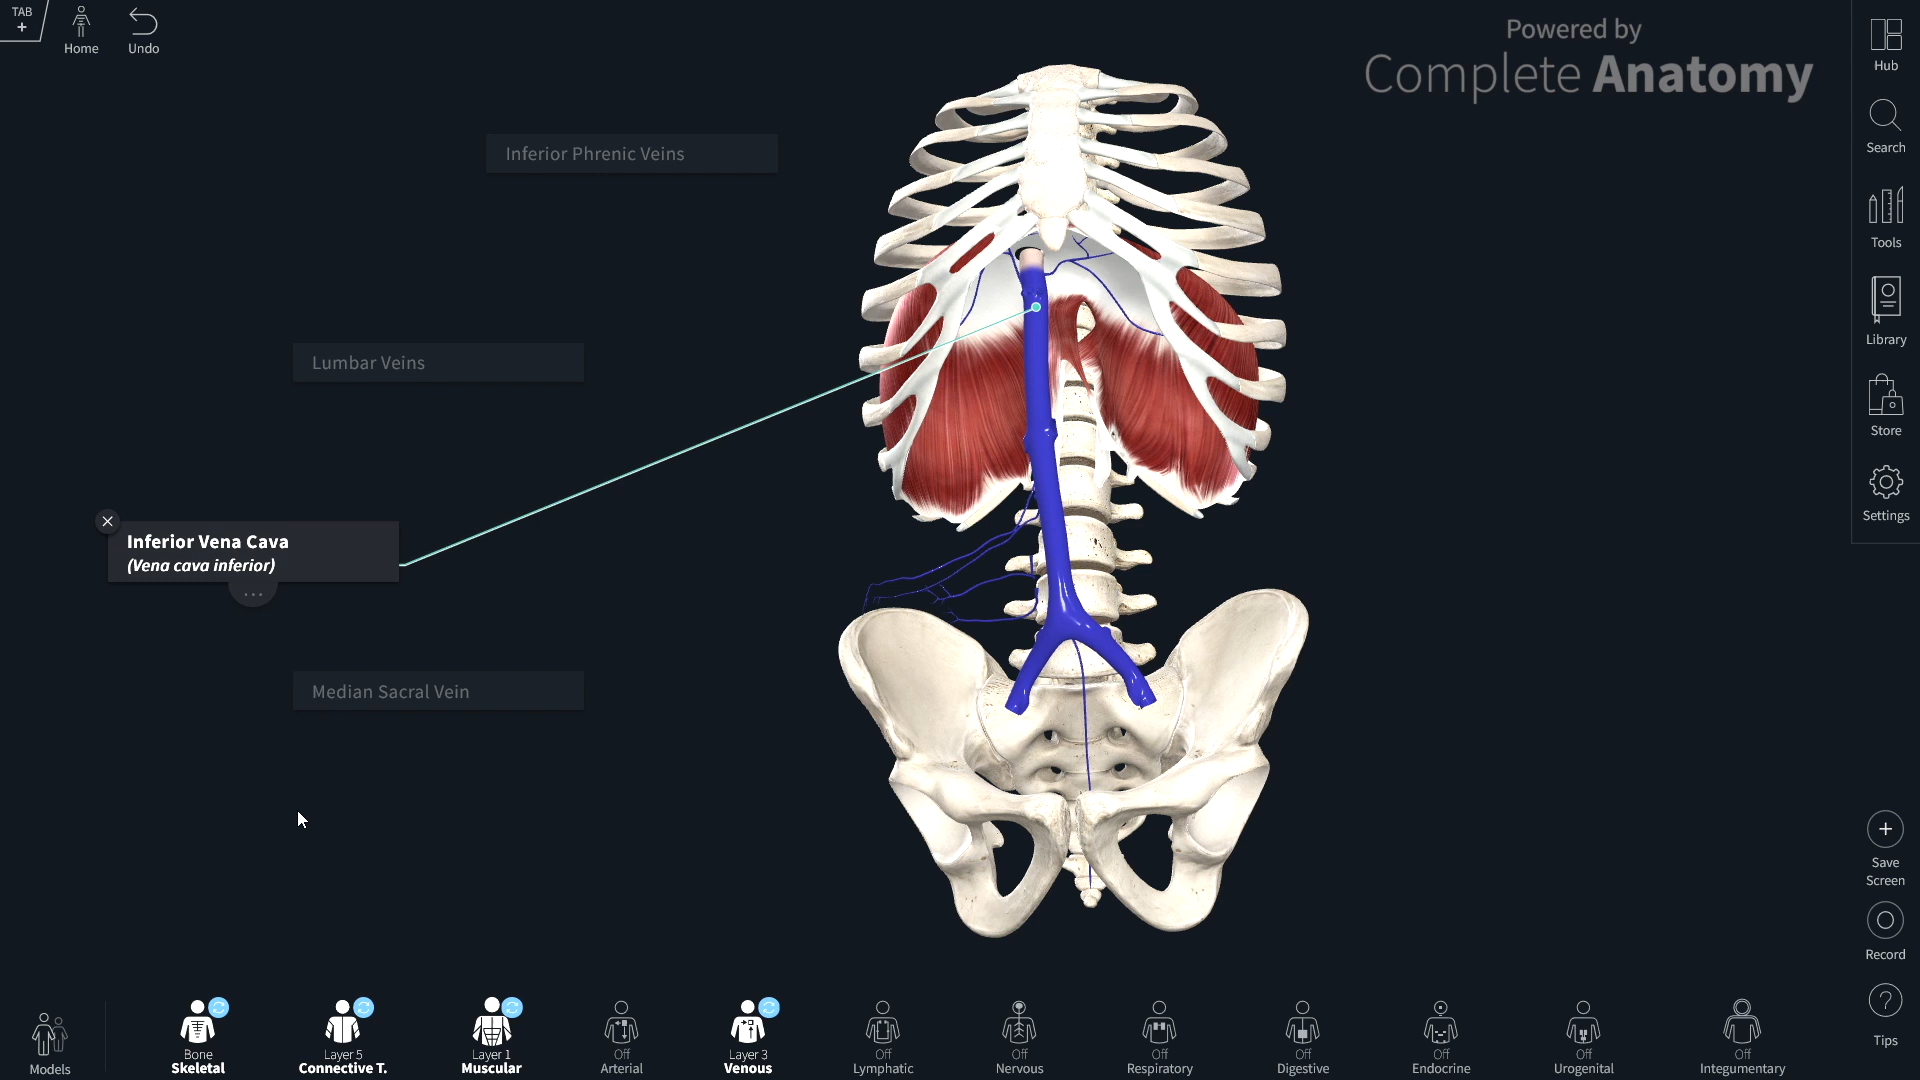 TAB
+
Home
Undo
Powered by
Complete Anatomy
Hub
Search
Tools
Library
Store
Settings
Inferior Phrenic Veins
Lumbar Veins
Inferior Vena Cava
(Vena cava inferior)
...
Median Sacral Vein
Save
Screen
Record
?
Tips
Models
Bone
Skeletal
Layer 5
Connective T.
Layer 1
Muscular
Off
Arterial
Layer 3
Venous
Off
Lymphatic
Off
Nervous
Off
Respiratory
Off
Digestive
Off
Endocrine
Off
Urogenital
Off
Integumentary